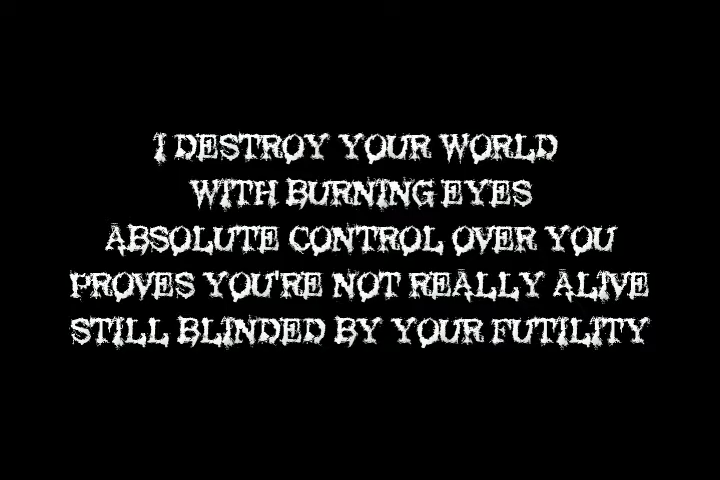 I DESTROY YOUR WORLD
WITH BURNING EYES
ABSOLUTE CONTROL OVER YOU
PROVES YOU'RE NOT REALLY ALIVE
STILL BLINDED BY YOUR FUTILITY